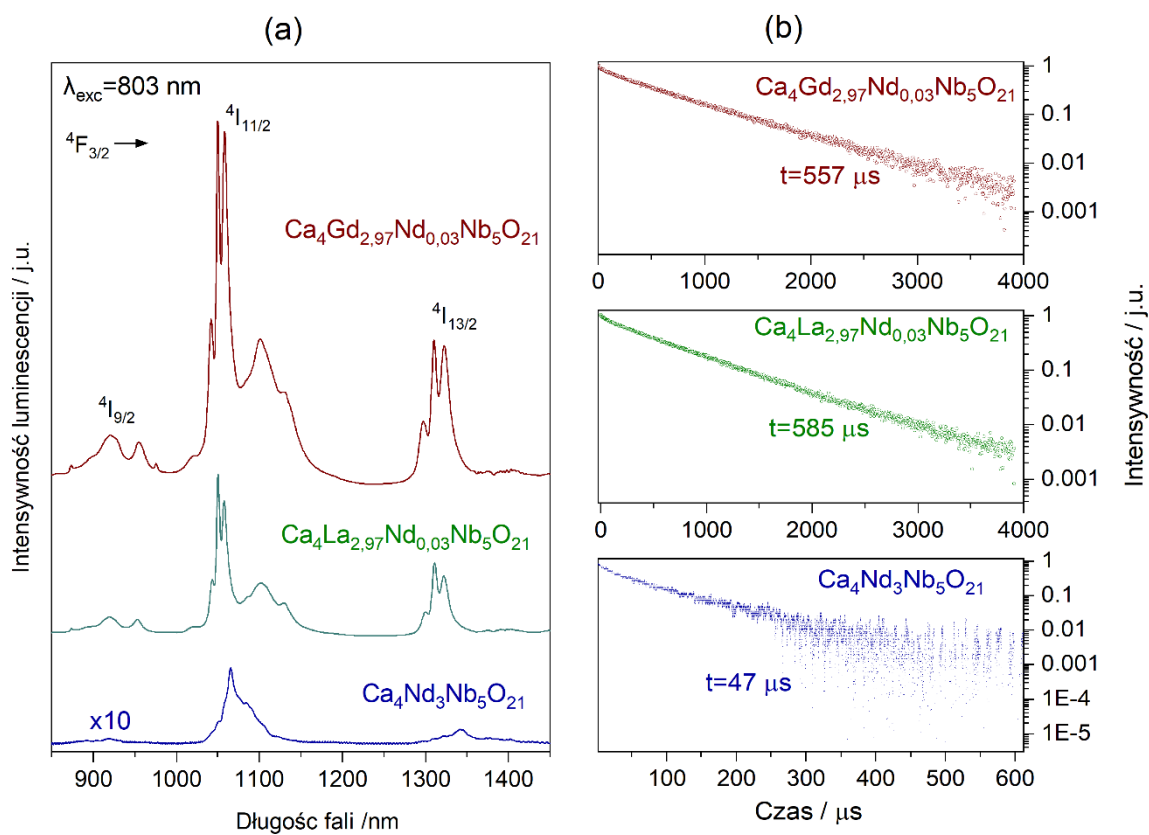 (a)
λexc=803 nm
4F3/2
4I11/2
Ca4Gd2,97Nd0,03Nb5O21
4I13/2
4I9/2
Ca4La2,97Nd0,03Nb5O21
Ca4Nd3Nb5O21
x10
900 1000 1100 1200 1300 1400
Długość fali /nm
Intensywność luminescencji / j.u.
(b)
Ca4Gd2,97Nd0,03Nb5O21
t=557 μs
1
0.1
0.01
0.001
0 1000 2000 3000 4000
Ca4La2,97Nd0,03Nb5O21
t=585 μs
1
0.1
0.01
0.001
0 1000 2000 3000 4000
Ca4Nd3Nb5O21
t=47 μs
1
0.1
0.01
0.001
1E-4
1E-5
100 200 300 400 500 600
Czas / μs
Intensywność / j.u.